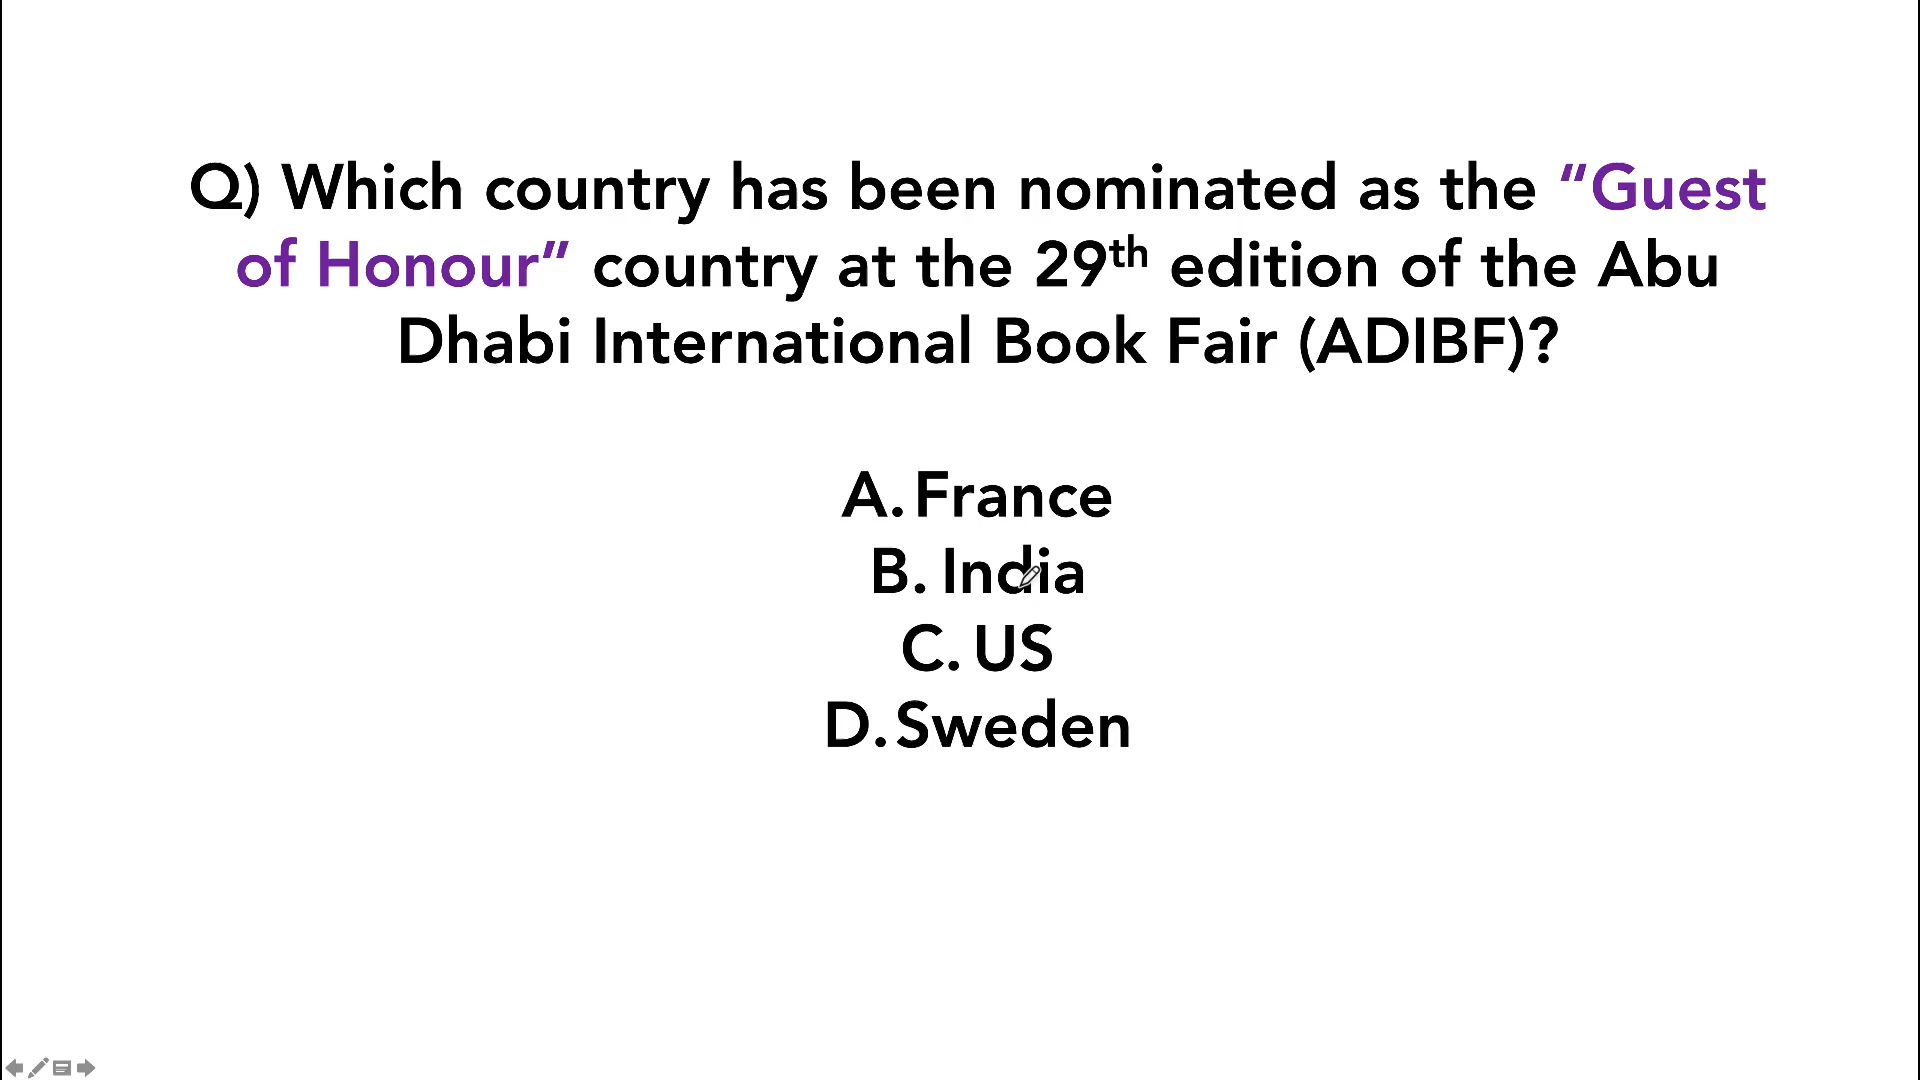 Q) Which country has been nominated as the “Guest
of Honour” country at the 29th edition of the Abu
Dhabi International Book Fair (ADIBF)?
A. France
B. India
C. US
D. Sweden